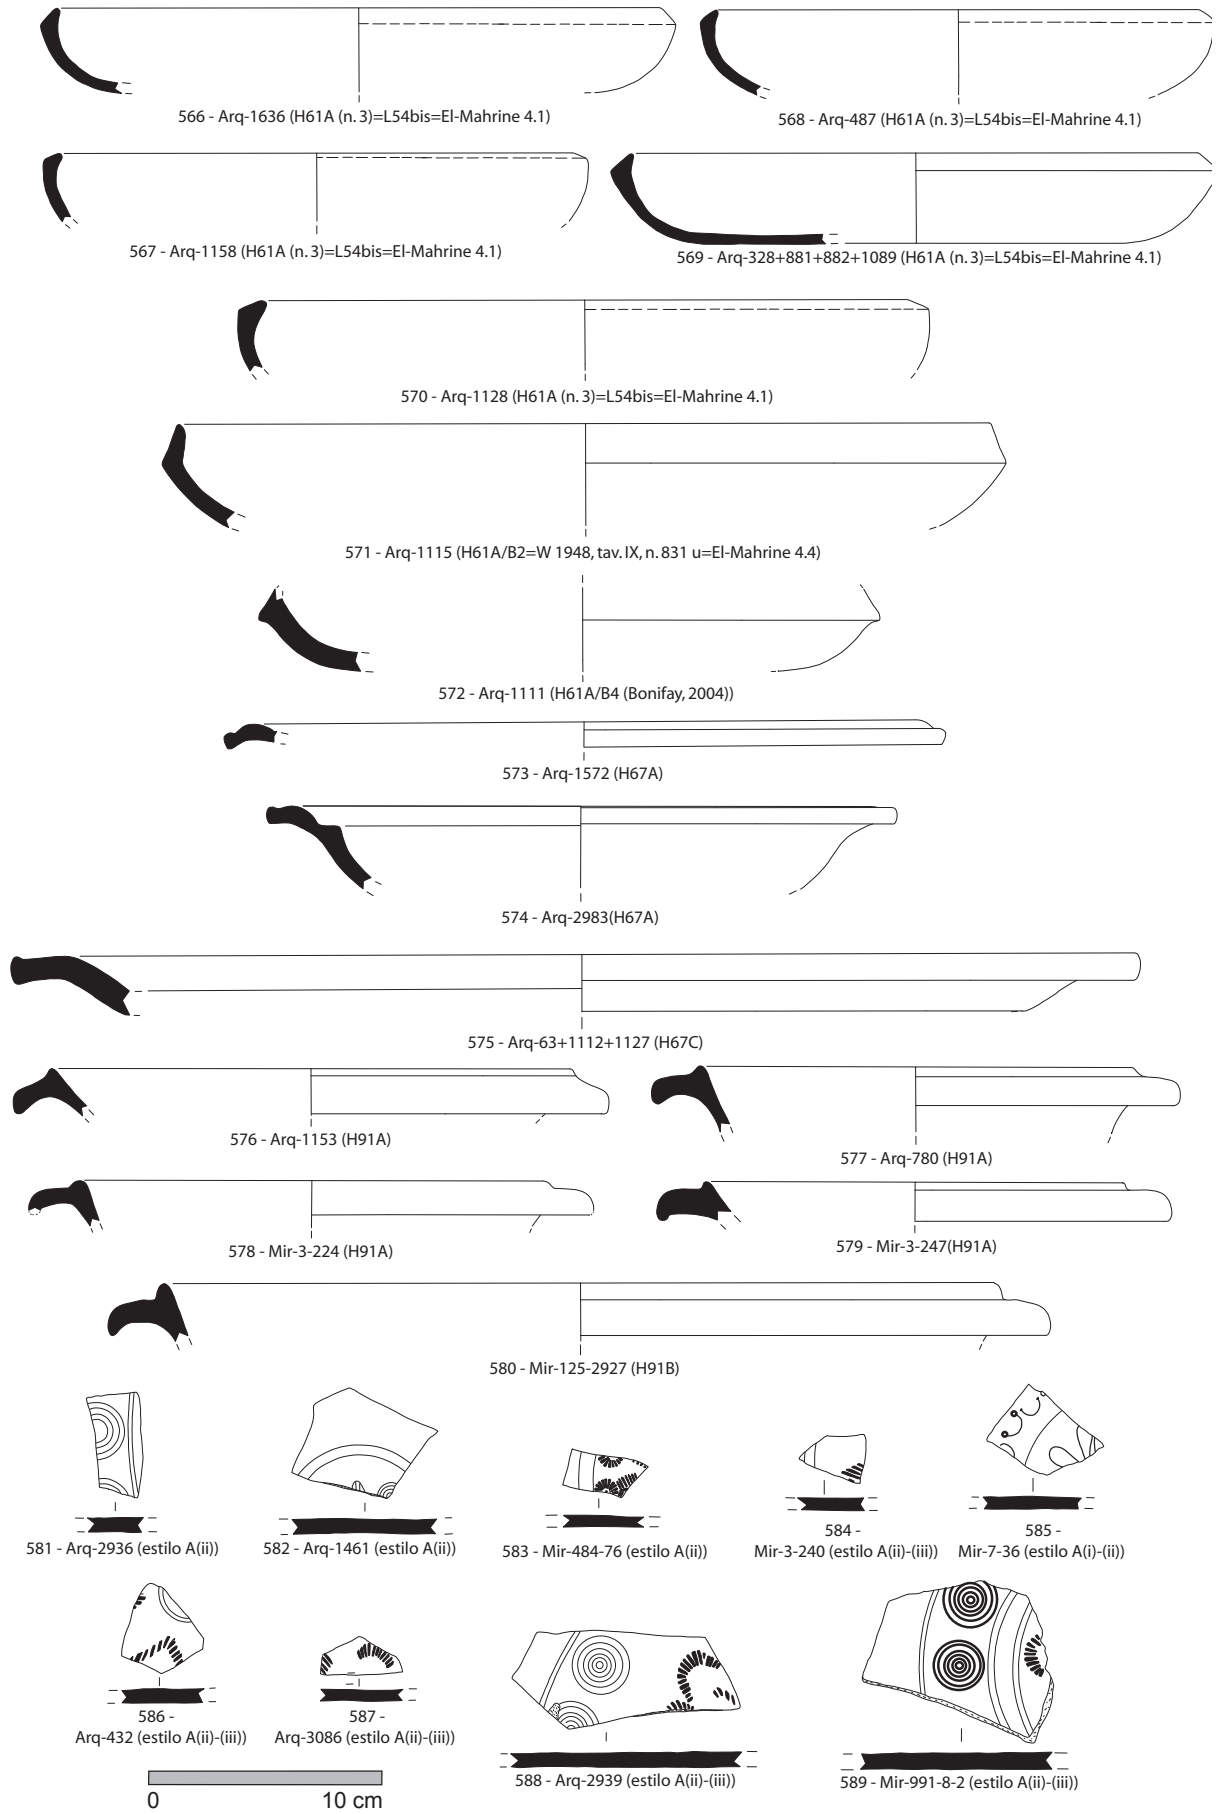 566 - Arq-1636 (H61A (n. 3)=L54bis=El-Mahrine 4.1)
568 - Arq-487 (H61A (n. 3)=L54bis=El-Mahrine 4.1)
567 - Arq-1158 (H61A (n. 3)=L54bis=El-Mahrine 4.1)
569 - Arq-328+881+882+1089 (H61A (n. 3)=L54bis=El-Mahrine 4.1)
570 - Arq-1128 (H61A (n. 3)=L54bis=El-Mahrine 4.1)
571 - Arq-1115 (H61A/B2=W 1948, tav. IX, n. 831 u=El-Mahrine 4.4)
572 - Arq-1111 (H61A/B4 (Bonifay, 2004))
573 - Arq-1572 (H67A)
574 - Arq-2983(H67A)
575 - Arq-63+1112+1127 (H67C)
576 - Arq-1153 (H91A)
577 - Arq-780 (H91A)
578 - Mir-3-224 (H91A)
579 - Mir-3-247(H91A)
580 - Mir-125-2927 (H91B)
581 - Arq-2936 (estilo A(ii))
582 - Arq-1461 (estilo A(ii))
583 - Mir-484-76 (estilo A(ii))
584 -
Mir-3-240 (estilo A(ii)-(iii))
585 -
Mir-7-36 (estilo A(i)-(ii))
586 -
Arq-432 (estilo A(ii)-(iii))
587 -
Arq-3086 (estilo A(ii)-(iii))
588 - Arq-2939 (estilo A(ii)-(iii))
589 - Mir-991-8-2 (estilo A(ii)-(iii))
0 10 cm